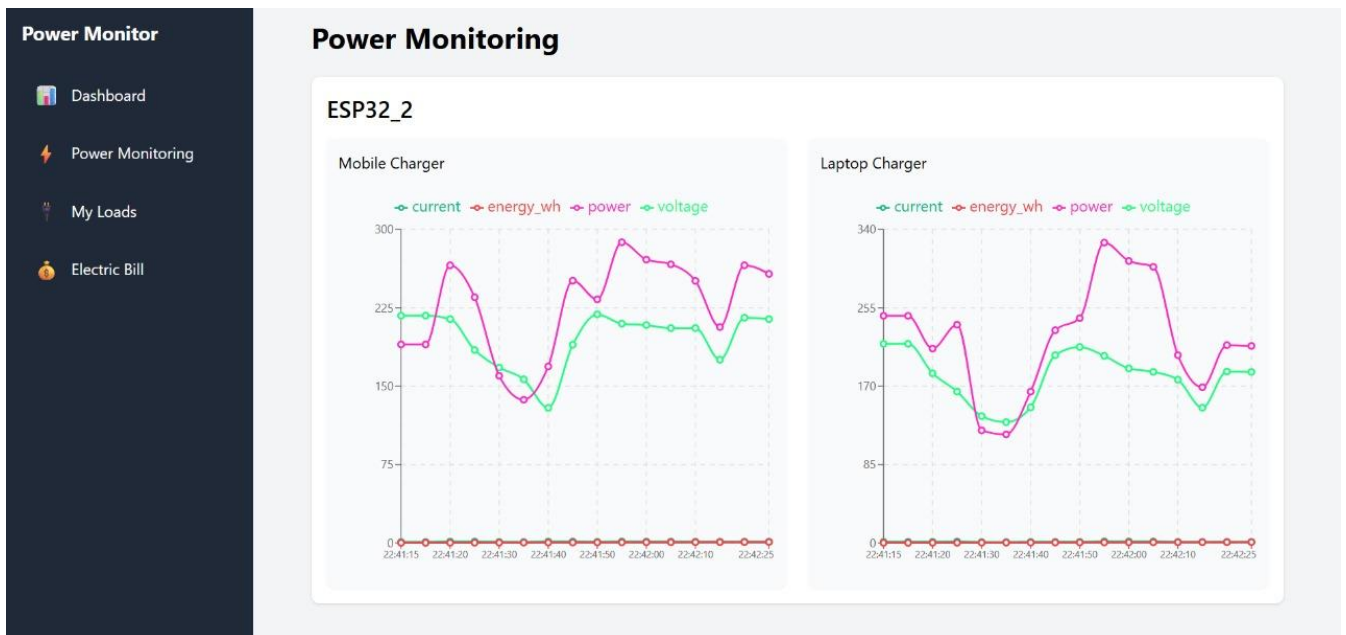 Power Monitor
Dashboard
Power Monitoring
My Loads
Electric Bill
Power Monitoring
ESP32_2
Mobile Charger
current energy_wh power voltage
300
225
150
75
0
22:41:15 22:41:20 22:41:30 22:41:40 22:41:50 22:42:00 22:42:10 22:42:25
Laptop Charger
current energy_wh power voltage
340
255
170
85
0
22:41:15 22:41:20 22:41:30 22:41:40 22:41:50 22:42:00 22:42:10 22:42:25